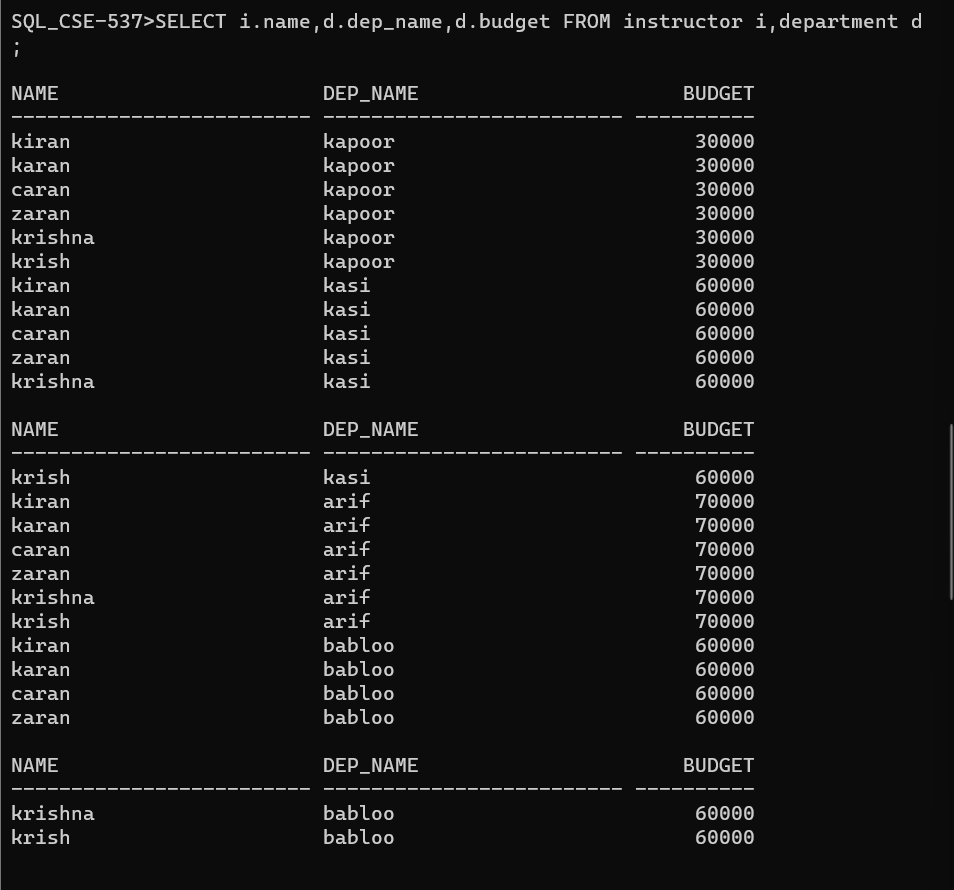 SQL_CSE-537>SELECT i.name,d.dep_name,d.budget FROM instructor i,department d
;
NAME                      DEP_NAME                      BUDGET
------------------------- ------------------------- ----------
kiran                     kapoor                         30000
karan                     kapoor                         30000
caran                     kapoor                         30000
zaran                     kapoor                         30000
krishna                   kapoor                         30000
krish                     kapoor                         30000
kiran                     kasi                           60000
karan                     kasi                           60000
caran                     kasi                           60000
zaran                     kasi                           60000
krishna                   kasi                           60000
NAME                      DEP_NAME                      BUDGET
------------------------- ------------------------- ----------
krish                     kasi                           60000
kiran                     arif                           70000
karan                     arif                           70000
caran                     arif                           70000
zaran                     arif                           70000
krishna                   arif                           70000
krish                     arif                           70000
kiran                     babloo                         60000
karan                     babloo                         60000
caran                     babloo                         60000
zaran                     babloo                         60000
NAME                      DEP_NAME                      BUDGET
------------------------- ------------------------- ----------
krishna                   babloo                         60000
krish                     babloo                         60000